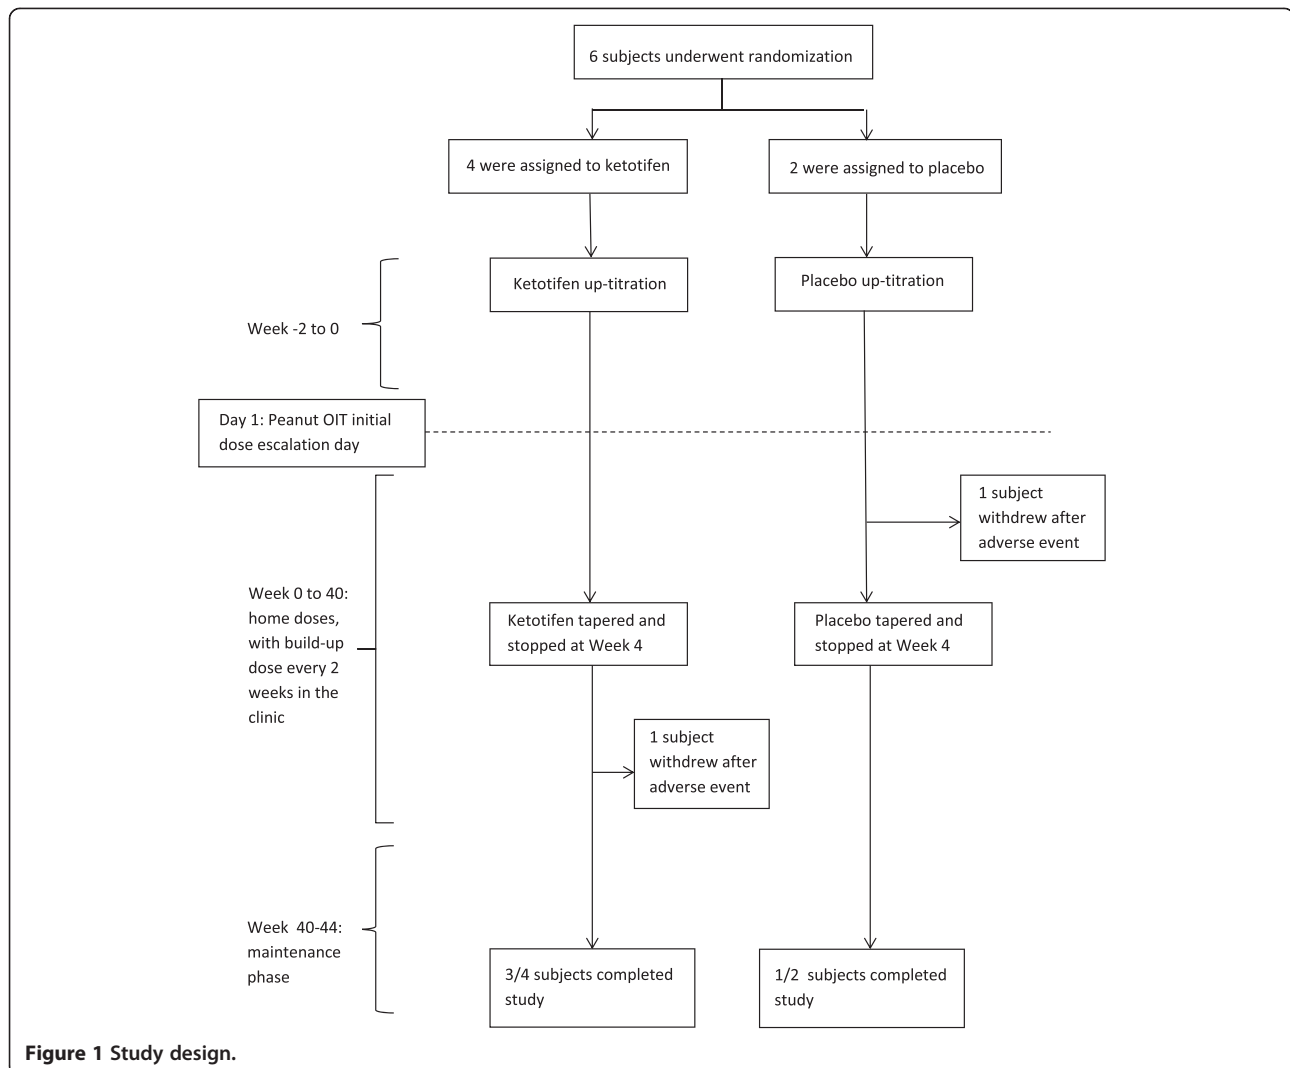 6 subjects underwent randomization
4 were assigned to ketotifen
2 were assigned to placebo
Ketotifen up-titration
Placebo up-titration
Week -2 to 0
Day 1: Peanut OIT initial
dose escalation day
1 subject
withdrew after
adverse event
Week 0 to 40:
home doses,
with build-up
dose every 2
weeks in the
clinic
Ketotifen tapered and
stopped at Week 4
Placebo tapered and
stopped at Week 4
1 subject
withdrew after
adverse event
Week 40-44:
maintenance
phase
3/4 subjects completed
study
1/2 subjects completed
study
Figure 1 Study design.